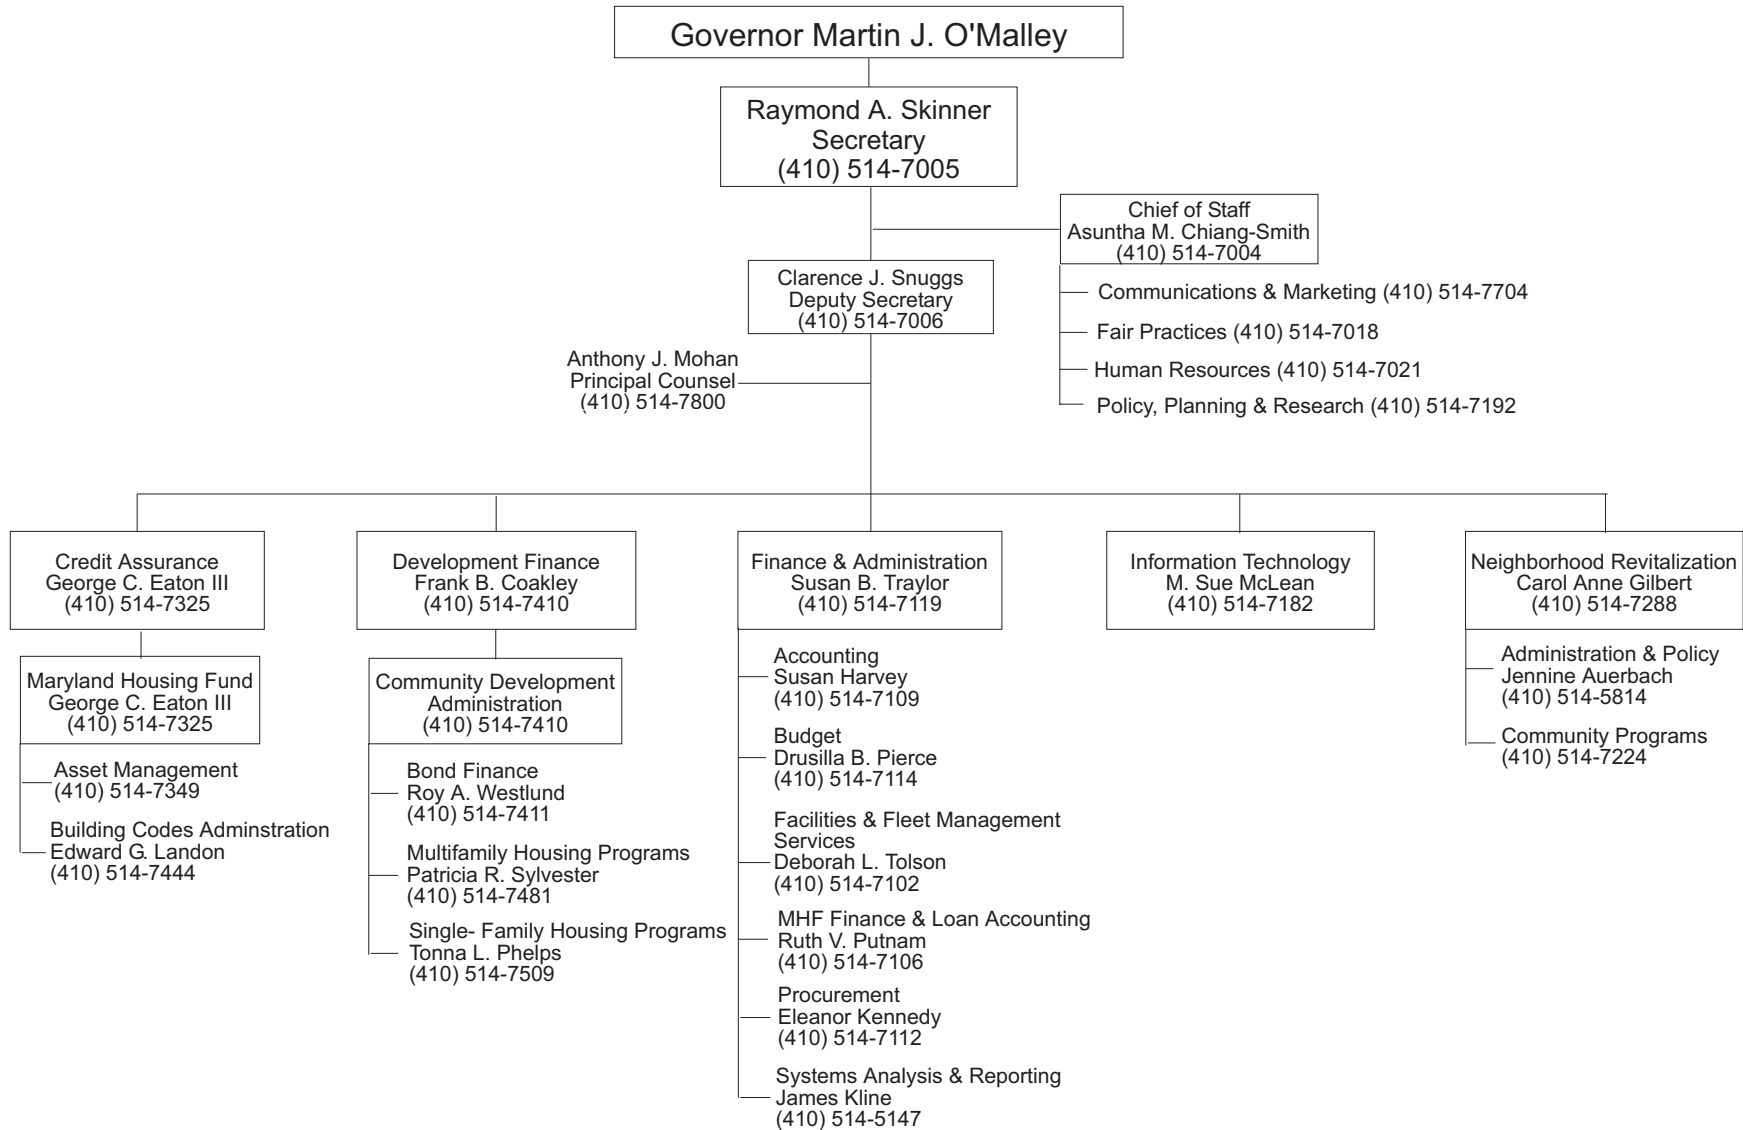 Governor Martin J. O'Malley
Raymond A. Skinner
Secretary
(410) 514-7005
Chief of Staff
Asuntha M. Chiang-Smith
(410) 514-7004
Communications & Marketing (410) 514-7704
Fair Practices (410) 514-7018
Human Resources (410) 514-7021
Policy, Planning & Research (410) 514-7192
Clarence J. Snuggs
Deputy Secretary
(410) 514-7006
Anthony J. Mohan
Principal Counsel
(410) 514-7800
Credit Assurance
George C. Eaton III
(410) 514-7325
Maryland Housing Fund
George C. Eaton III
(410) 514-7325
Asset Management
(410) 514-7349
Building Codes Adminstration
Edward G. Landon
(410) 514-7444
Development Finance
Frank B. Coakley
(410) 514-7410
Community Development
Administration
(410) 514-7410
Bond Finance
Roy A. Westlund
(410) 514-7411
Multifamily Housing Programs
Patricia R. Sylvester
(410) 514-7481
Single- Family Housing Programs
Tonna L. Phelps
(410) 514-7509
Finance & Administration
Susan B. Traylor
(410) 514-7119
Accounting
Susan Harvey
(410) 514-7109
Budget
Drusilla B. Pierce
(410) 514-7114
Facilities & Fleet Management
Services
Deborah L. Tolson
(410) 514-7102
MHF Finance & Loan Accounting
Ruth V. Putnam
(410) 514-7106
Procurement
Eleanor Kennedy
(410) 514-7112
Systems Analysis & Reporting
James Kline
(410) 514-5147
Information Technology
M. Sue McLean
(410) 514-7182
Neighborhood Revitalization
Carol Anne Gilbert
(410) 514-7288
Administration & Policy
Jennine Auerbach
(410) 514-5814
Community Programs
(410) 514-7224